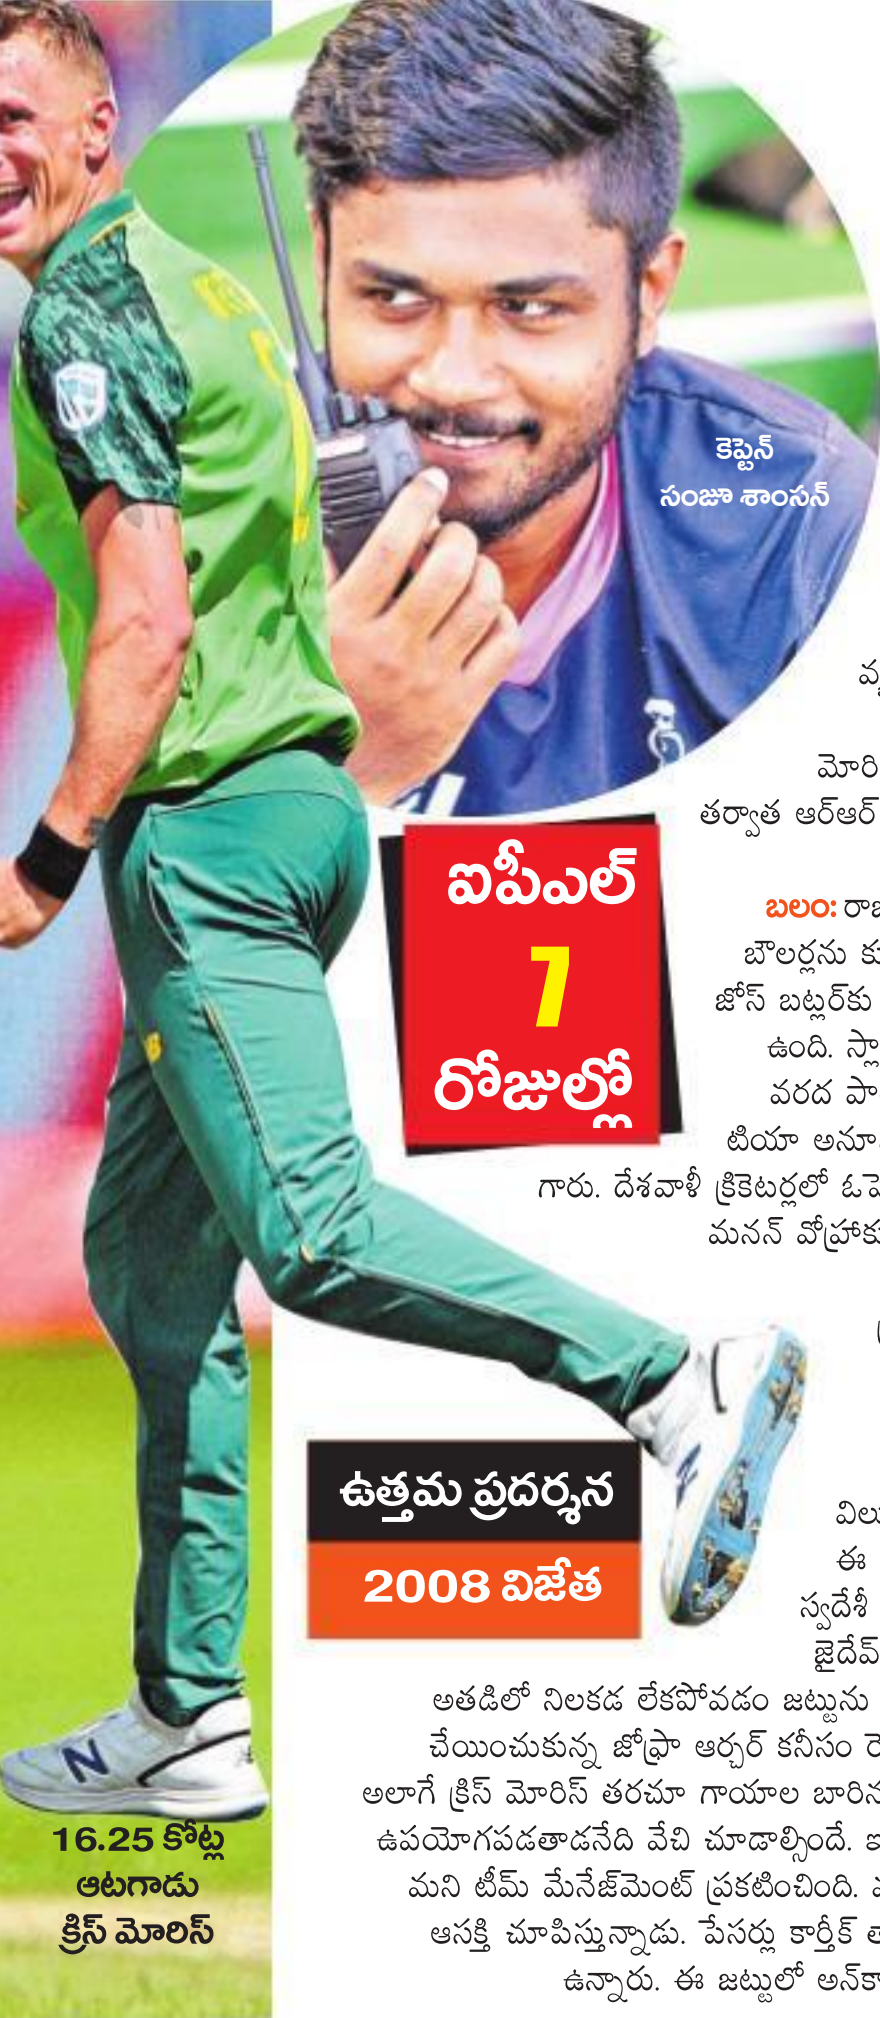 కెప్టెన్
సంజూ శాంసన్
మోరి
తర్వాత ఆర్ఆర్
ఐపీఎల్
7
రోజుల్లో
బలం:
బౌలర్లను
జోస్ బట్లర్‌కు
ఉంది.
వరద
టియా
గారు. దేశవాళీ క్రికెటర్లలో
మనన్ వోహ్రాకు
ఉత్తమ ప్రదర్శన
2008 విజేత
ఈ
స్వదేశీ
జైదేవ్
అతడిలో నిలకడ లేకపోవడం జట్టును
చేయించుకున్న జోఫ్రా ఆర్చర్ కనీసం
అలాగే క్రిస్ మోరిస్ తరచూ గాయాల బారిన
ఉపయోగపడతాడనేది వేచి చూడాల్సిందే.
మని టీమ్ మేనేజ్‌మెంట్ ప్రకటించింది.
ఆసక్తి చూపిస్తున్నాడు. పేసర్లు కార్తీక్
ఉన్నారు. ఈ జట్టులో
16.25 కోట్ల
ఆటగాడు
క్రిస్ మోరిస్